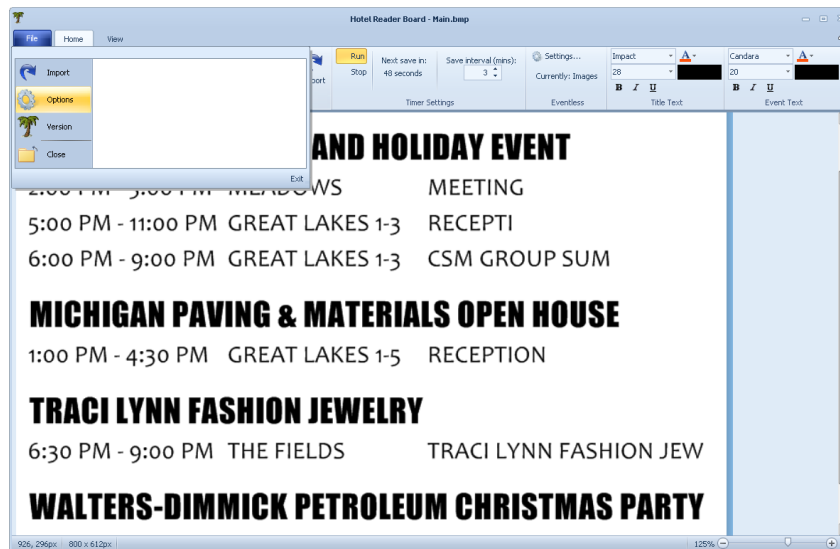 Hotel Reader Board - Main.bmp
File Home View
Import
Options
Version
Close
Exit
Run
Stop
Next save in:
48 seconds
Save interval (mins):
3
Timer Settings
Settings...
Currently: Images
Eventless
Impact A
28
B I U
Title Text
Candara A
20
B I U
Event Text
AND HOLIDAY EVENT
MEADOWS MEETING
5:00 PM - 11:00 PM GREAT LAKES 1-3 RECEPTI
6:00 PM - 9:00 PM GREAT LAKES 1-3 CSM GROUP SUM
MICHIGAN PAVING & MATERIALS OPEN HOUSE
1:00 PM - 4:30 PM GREAT LAKES 1-5 RECEPTION
TRACI LYNN FASHION JEWELRY
6:30 PM - 9:00 PM THE FIELDS TRACI LYNN FASHION JEW
WALTERS-DIMMICK PETROLEUM CHRISTMAS PARTY
926, 296px 800 x 612px 125%